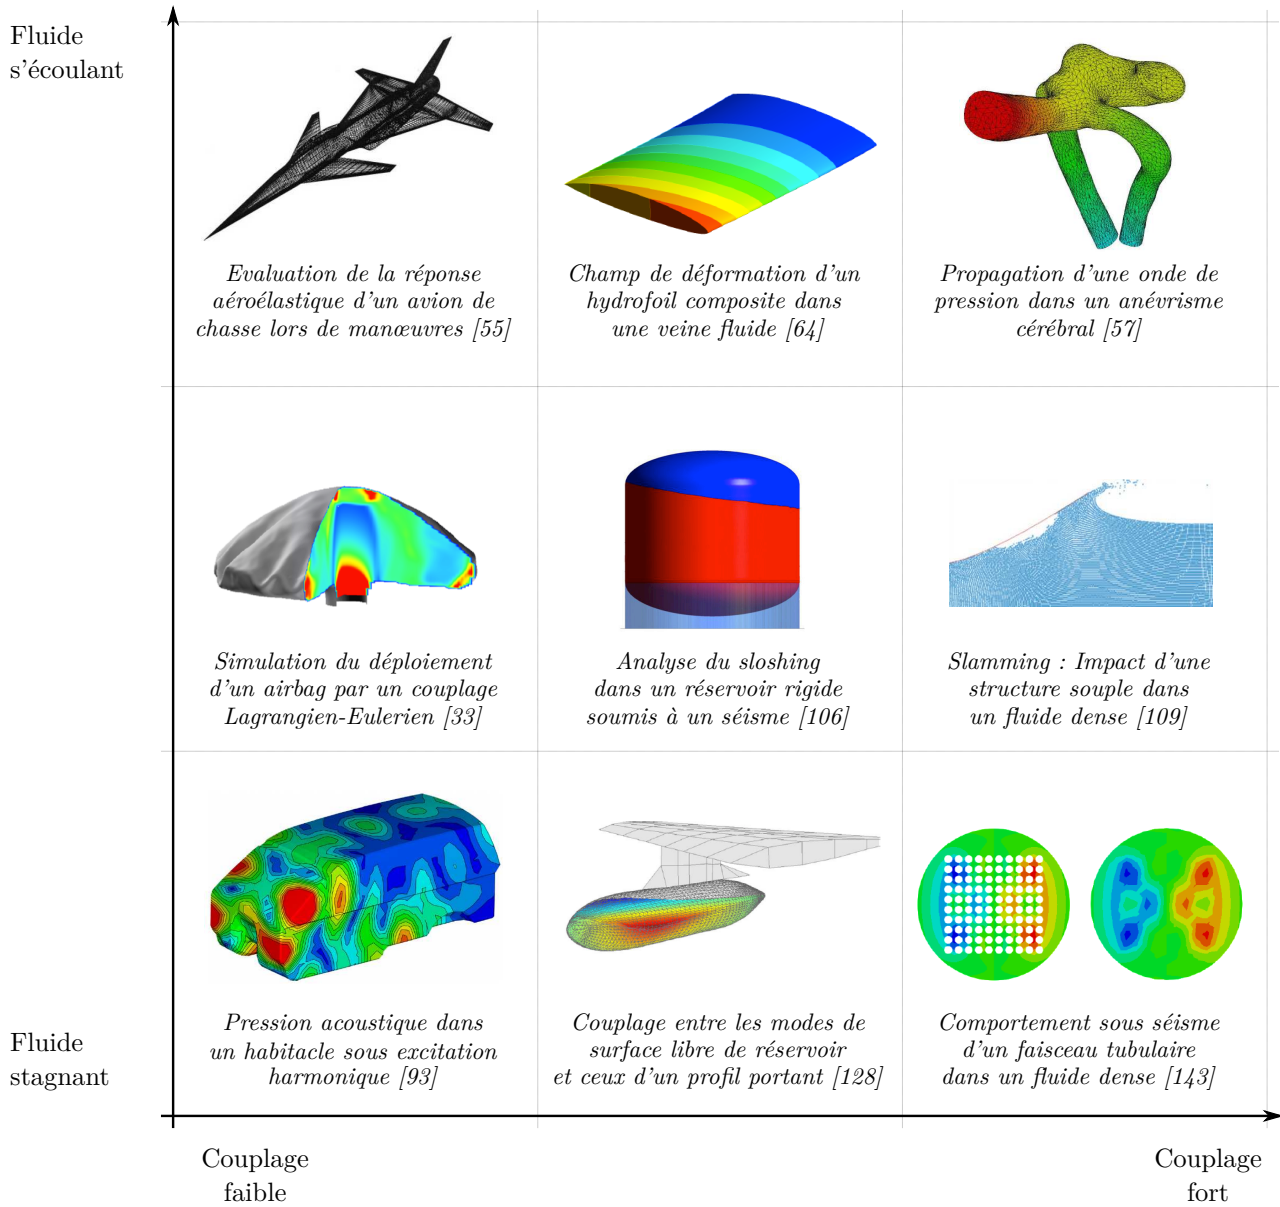 Fluide
s'écoulant
Evaluation de la réponse
aéroélastique d'un avion de
chasse lors de manœuvres [55]
Champ de déformation d'un
hydrofoil composite dans
une veine fluide [64]
Propagation d'une onde de
pression dans un anévrisme
cérébral [57]
Simulation du déploiement
d'un airbag par un couplage
Lagrangien-Eulerien [33]
Analyse du sloshing
dans un réservoir rigide
soumis à un séisme [106]
Slamming : Impact d'une
structure souple dans
un fluide dense [109]
Pression acoustique dans
un habitacle sous excitation
harmonique [93]
Couplage entre les modes de
surface libre de réservoir
et ceux d'un profil portant [128]
Comportement sous séisme
d'un faisceau tubulaire
dans un fluide dense [143]
Fluide
stagnant
Couplage
faible
Couplage
fort